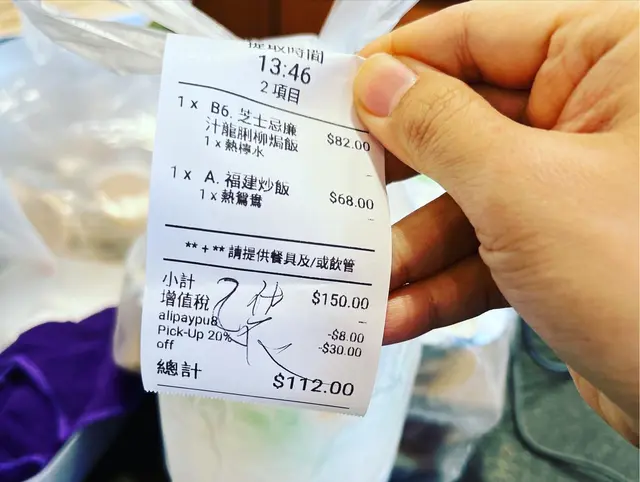 提取時間
13:46
2 項目
1 x B6. 芝士忌廉 $82.00
汁龍脷柳焗飯
1 x 熱檸水 –
1 x A. 福建炒飯 $68.00
1 x 熱鴛鴦 –
** + ** 請提供餐具及/或飲管
小計 $150.00
增值稅 –
alipaypu8 -$8.00
Pick-Up 20% -$30.00
off
總計 $112.00